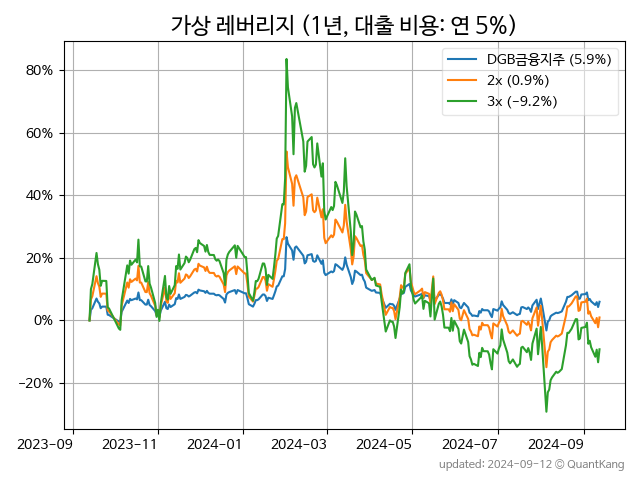 가상 레버리지 (1년, 대출 비용: 연 5%)
DGB금융지주 (5.9%)
2x (0.9%)
3x (−9.2%)
80%
60%
40%
20%
0%
−20%
2023-09
2023-11
2024-01
2024-03
2024-05
2024-07
2024-09
updated: 2024-09-12 © QuantKang